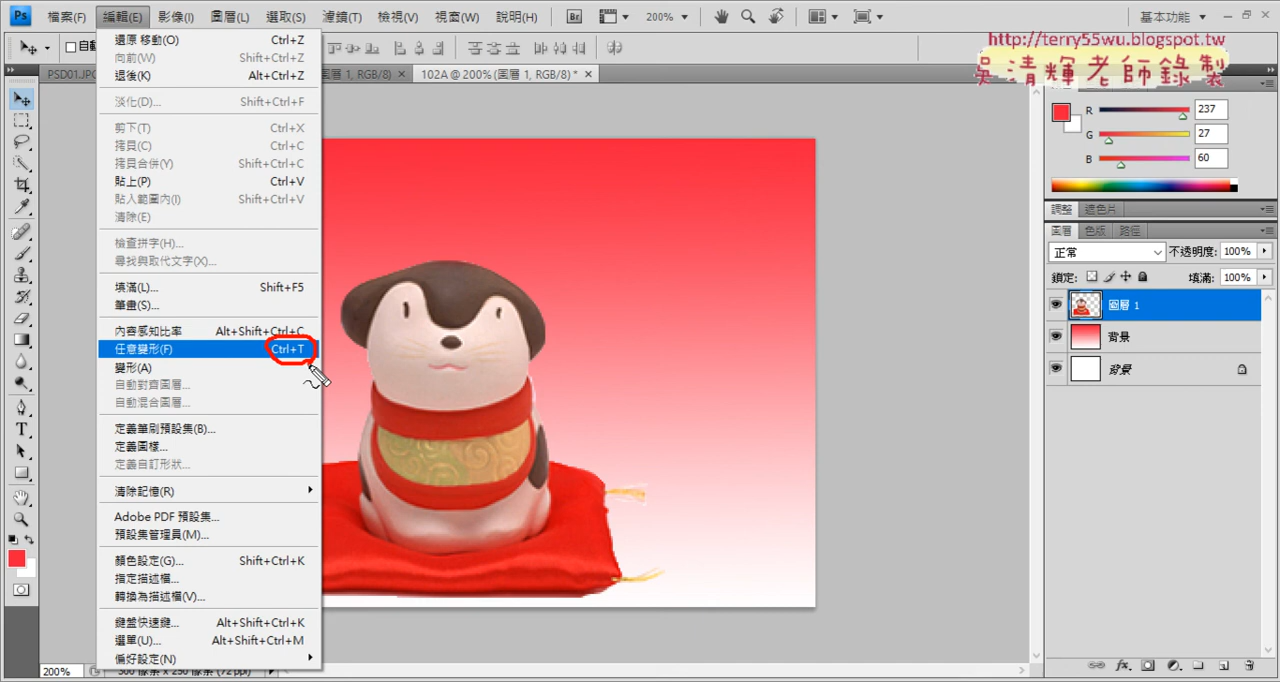 檔案(F) 編輯(E) 影像(I) 圖層(L) 選取(S) 濾鏡(T) 檢視(V) 視窗(W) 說明(H) Br 200% 基本功能
http://terry55wu.blogspot.tw
吳清輝老師錄製
PSD01.JPG
圖層 1, RGB/8)
102A @ 200% (圖層 1, RGB/8) *
還原 移動(O) Ctrl+Z
向前(W) Shift+Ctrl+Z
退後(K) Alt+Ctrl+Z
淡化(D)... Shift+Ctrl+F
剪下(T) Ctrl+X
拷貝(C) Ctrl+C
拷貝合併(Y) Shift+Ctrl+C
貼上(P) Ctrl+V
貼入範圍內(I) Shift+Ctrl+V
清除(E)
檢查拼字(H)...
尋找與取代文字(X)...
填滿(L)... Shift+F5
筆畫(S)...
內容感知比率 Alt+Shift+Ctrl+C
任意變形(F) Ctrl+T
變形(A)
自動對齊圖層...
自動混合圖層...
定義筆刷預設集(B)...
定義圖樣...
定義自訂形狀...
清除記憶(R)
Adobe PDF 預設集...
預設集管理員(M)...
顏色設定(G)... Shift+Ctrl+K
指定描述檔...
轉換為描述檔(V)...
鍵盤快速鍵... Alt+Shift+Ctrl+K
選單(U)... Alt+Shift+Ctrl+M
偏好設定(N)
R 237
G 27
B 60
調整 遮色片
圖層 色版 路徑
正常 不透明度: 100%
鎖定: 填滿: 100%
圖層 1
背景
背景
200%